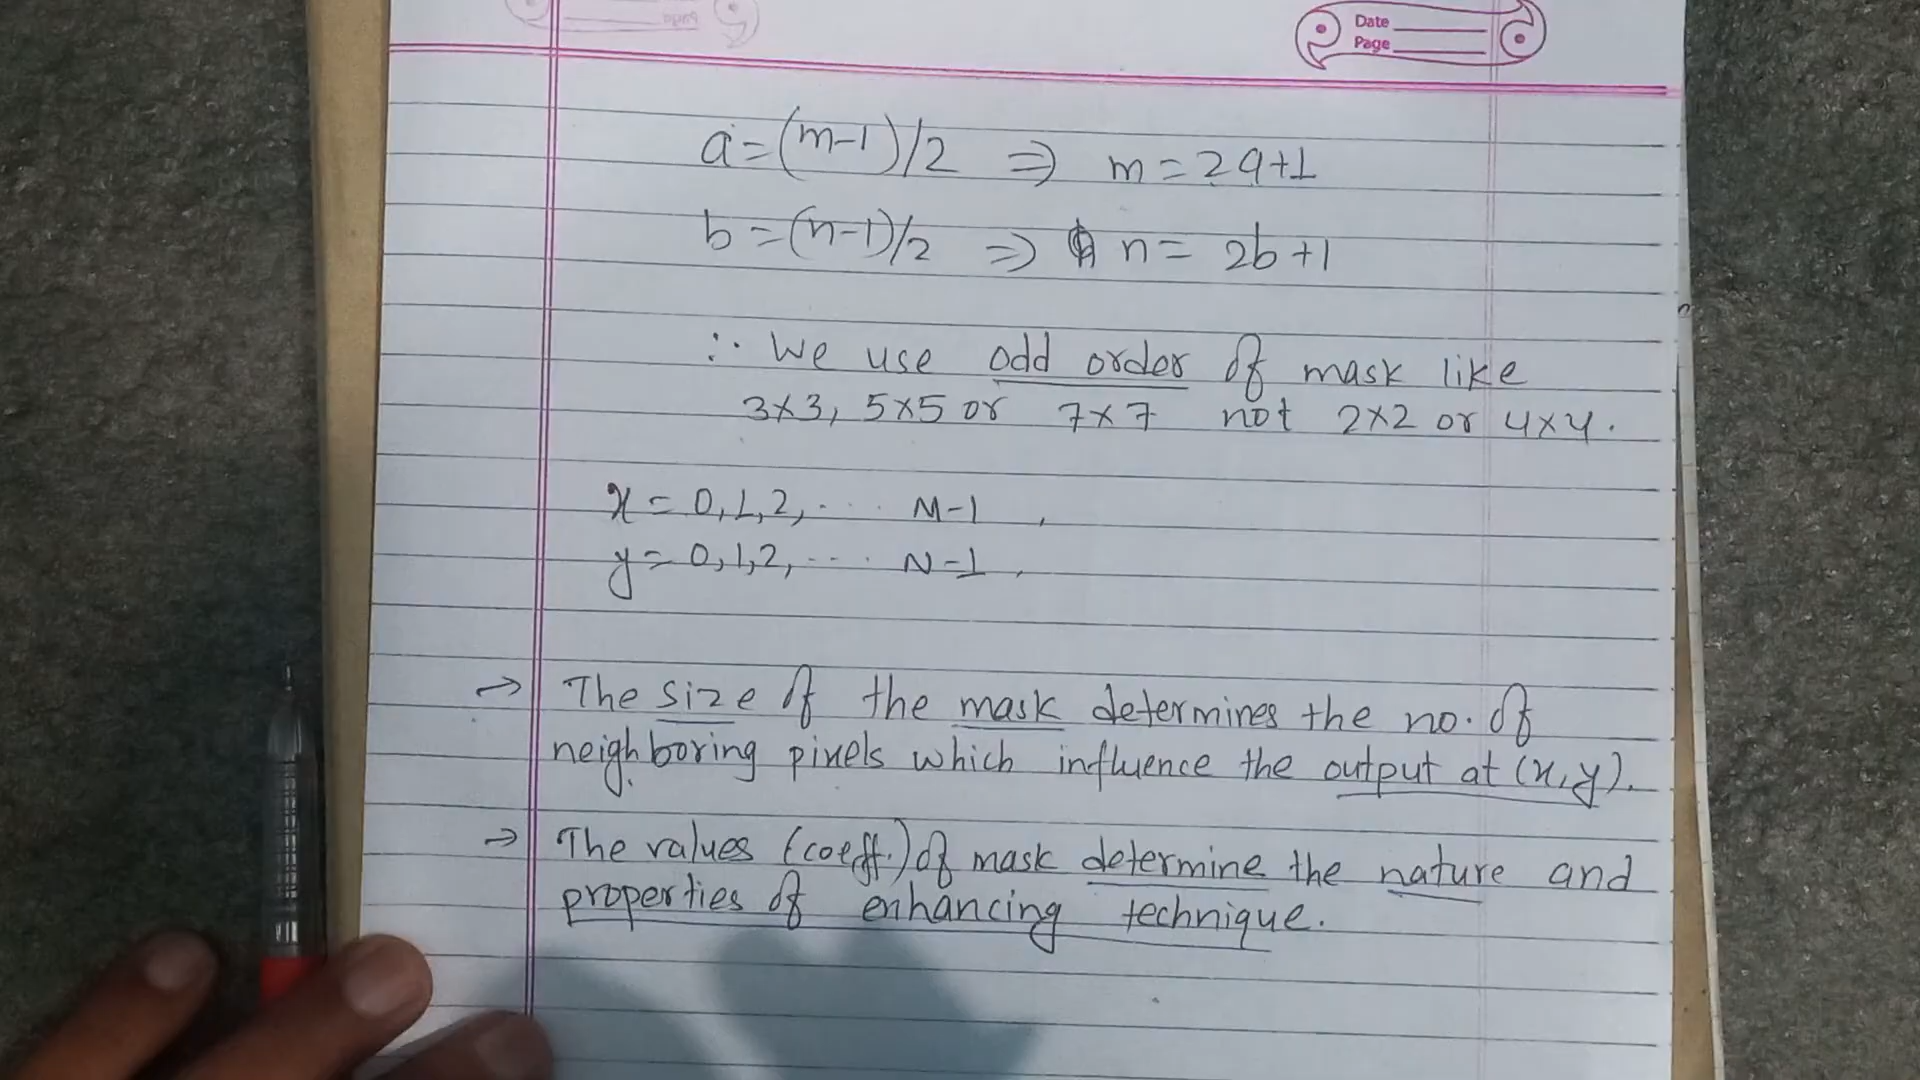 Date
Page
a = (m-1)/2 ⇒ m = 2a+1
b = (n-1)/2 ⇒ n = 2b+1
∴ We use odd order of mask like
3×3, 5×5 or 7×7 not 2×2 or 4×4.
x = 0,1,2, .... M-1,
y = 0,1,2, .... N-1,
→ The size of the mask determines the no. of
neighboring pixels which influence the output at (x,y).
→ The values (coeff.) of mask determine the nature and
properties of enhancing technique.